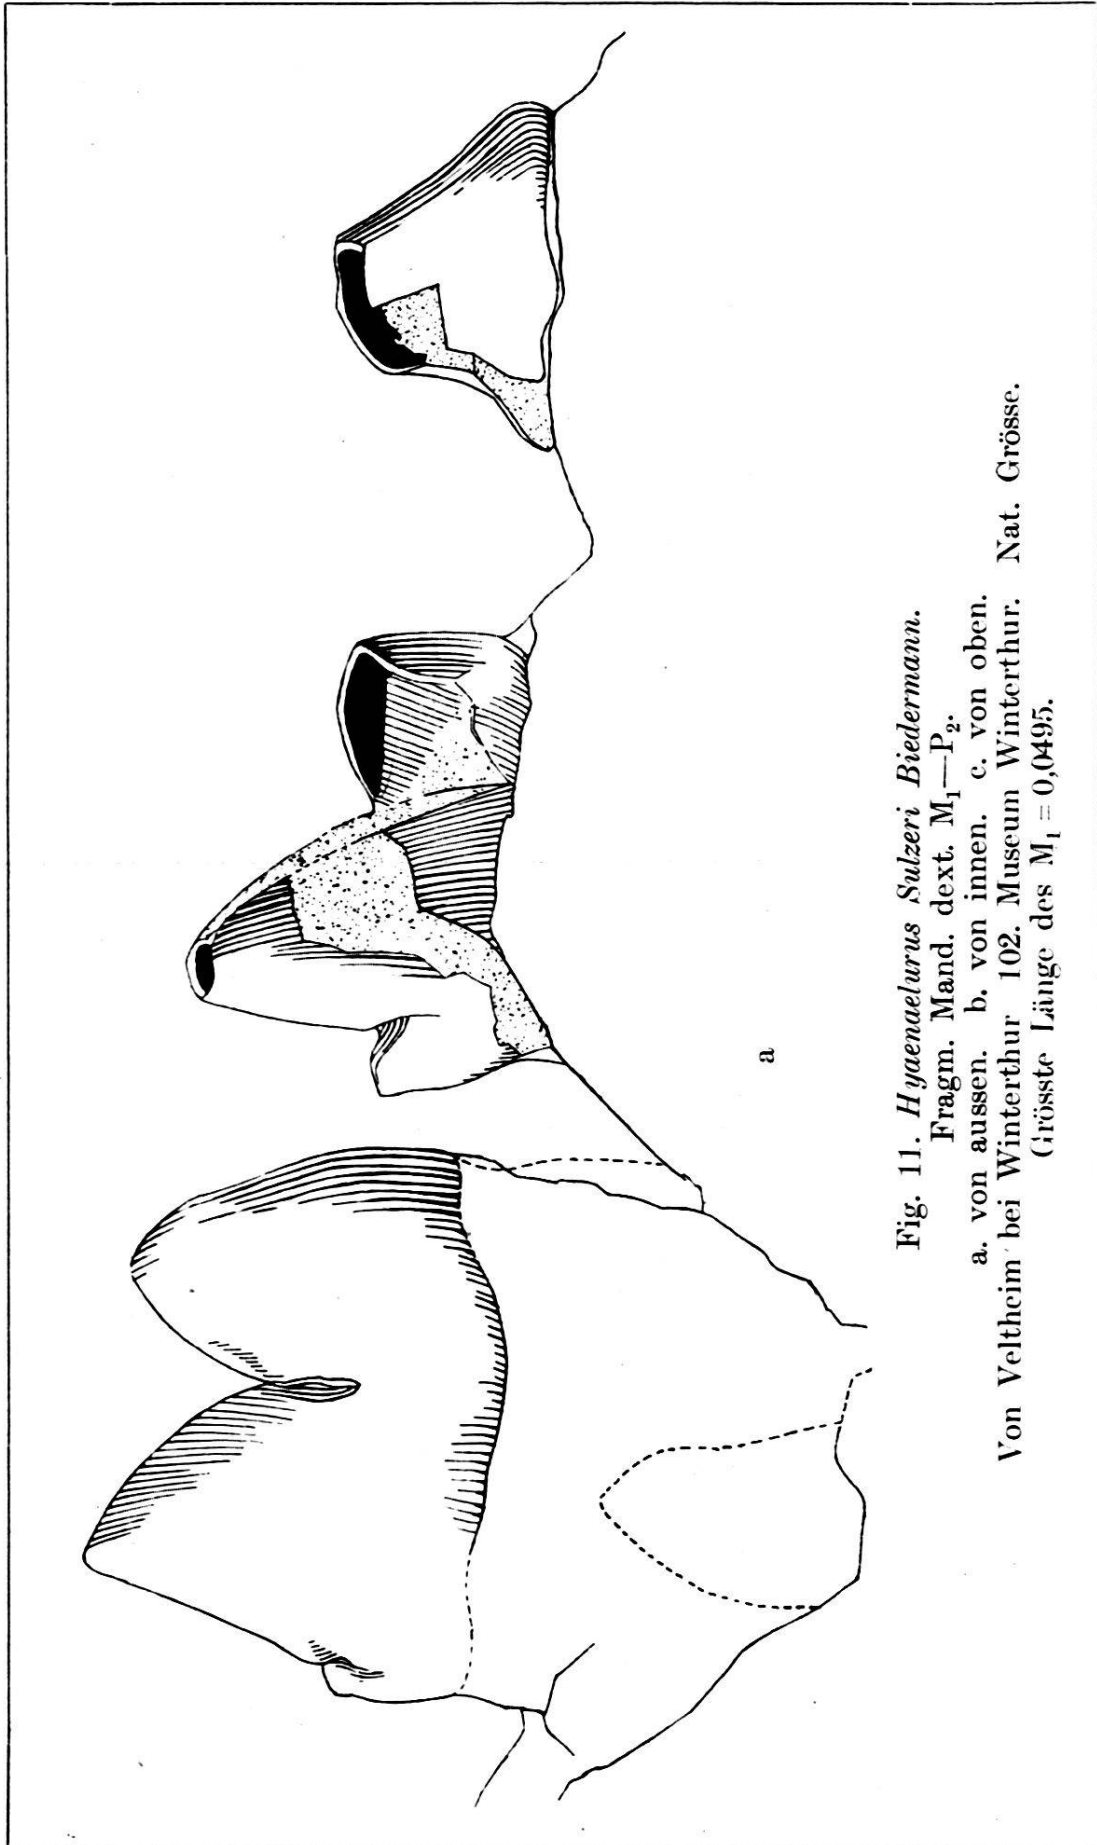 a
Fig. 11. Hyaenaelurus Sulzeri Biedermann.
Fragm. Mand. dext. M₁—P₂.
a. von aussen. b. von innen. c. von oben.
Von Veltheim bei Winterthur 102. Museum Winterthur. Nat. Grösse.
Grösste Länge des M₁ = 0,0495.